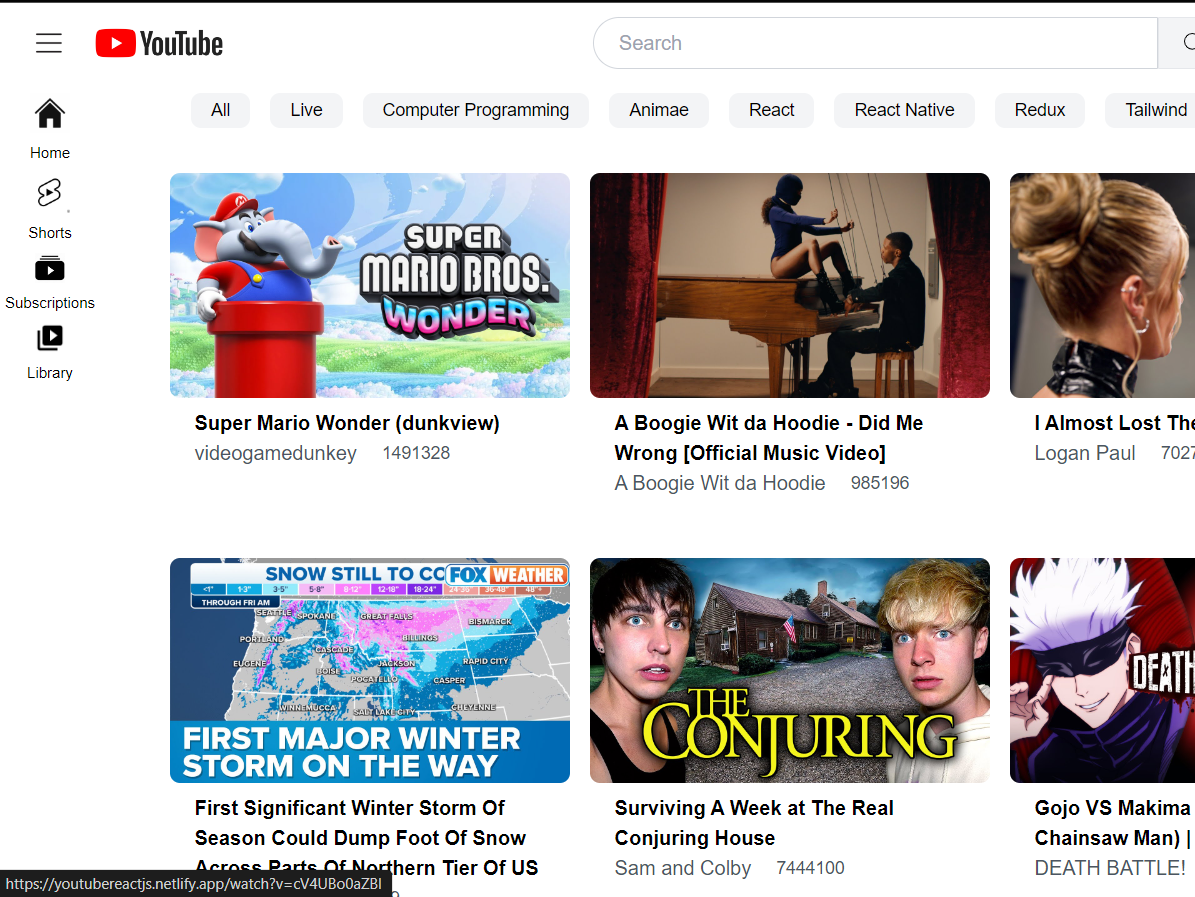 YouTube
Search
All Live Computer Programming Animae React React Native Redux Tailwind
Home
Shorts
Subscriptions
Library
SUPER
MARIO BROS.
WONDER
Super Mario Wonder (dunkview)
videogamedunkey 1491328
A Boogie Wit da Hoodie - Did Me
Wrong [Official Music Video]
A Boogie Wit da Hoodie 985196
I Almost Lost The
Logan Paul 7027
SNOW STILL TO CO
FOX WEATHER
<1" 1-3" 3-5" 5-8" 8-12" 12-18" 18-24" 24-36" 36-48" 48"+
THROUGH FRI AM
SEATTLE
SPOKANE
GREAT FALLS
BISMARCK
PORTLAND
BILLINGS
CASCADE
EUGENE
BOISE
JACKSON
RAPID CITY
POCATELLO
CASPER
WINNEMUCCA
SALT LAKE CITY
CHEYENNE
FIRST MAJOR WINTER
STORM ON THE WAY
First Significant Winter Storm Of
Season Could Dump Foot Of Snow
Across Parts Of Northern Tier Of US
THE
CONJURING
Surviving A Week at The Real
Conjuring House
Sam and Colby 7444100
DEATH
Gojo VS Makima
Chainsaw Man) |
DEATH BATTLE!
https://youtubereactjs.netlify.app/watch?v=cV4UBo0aZBI